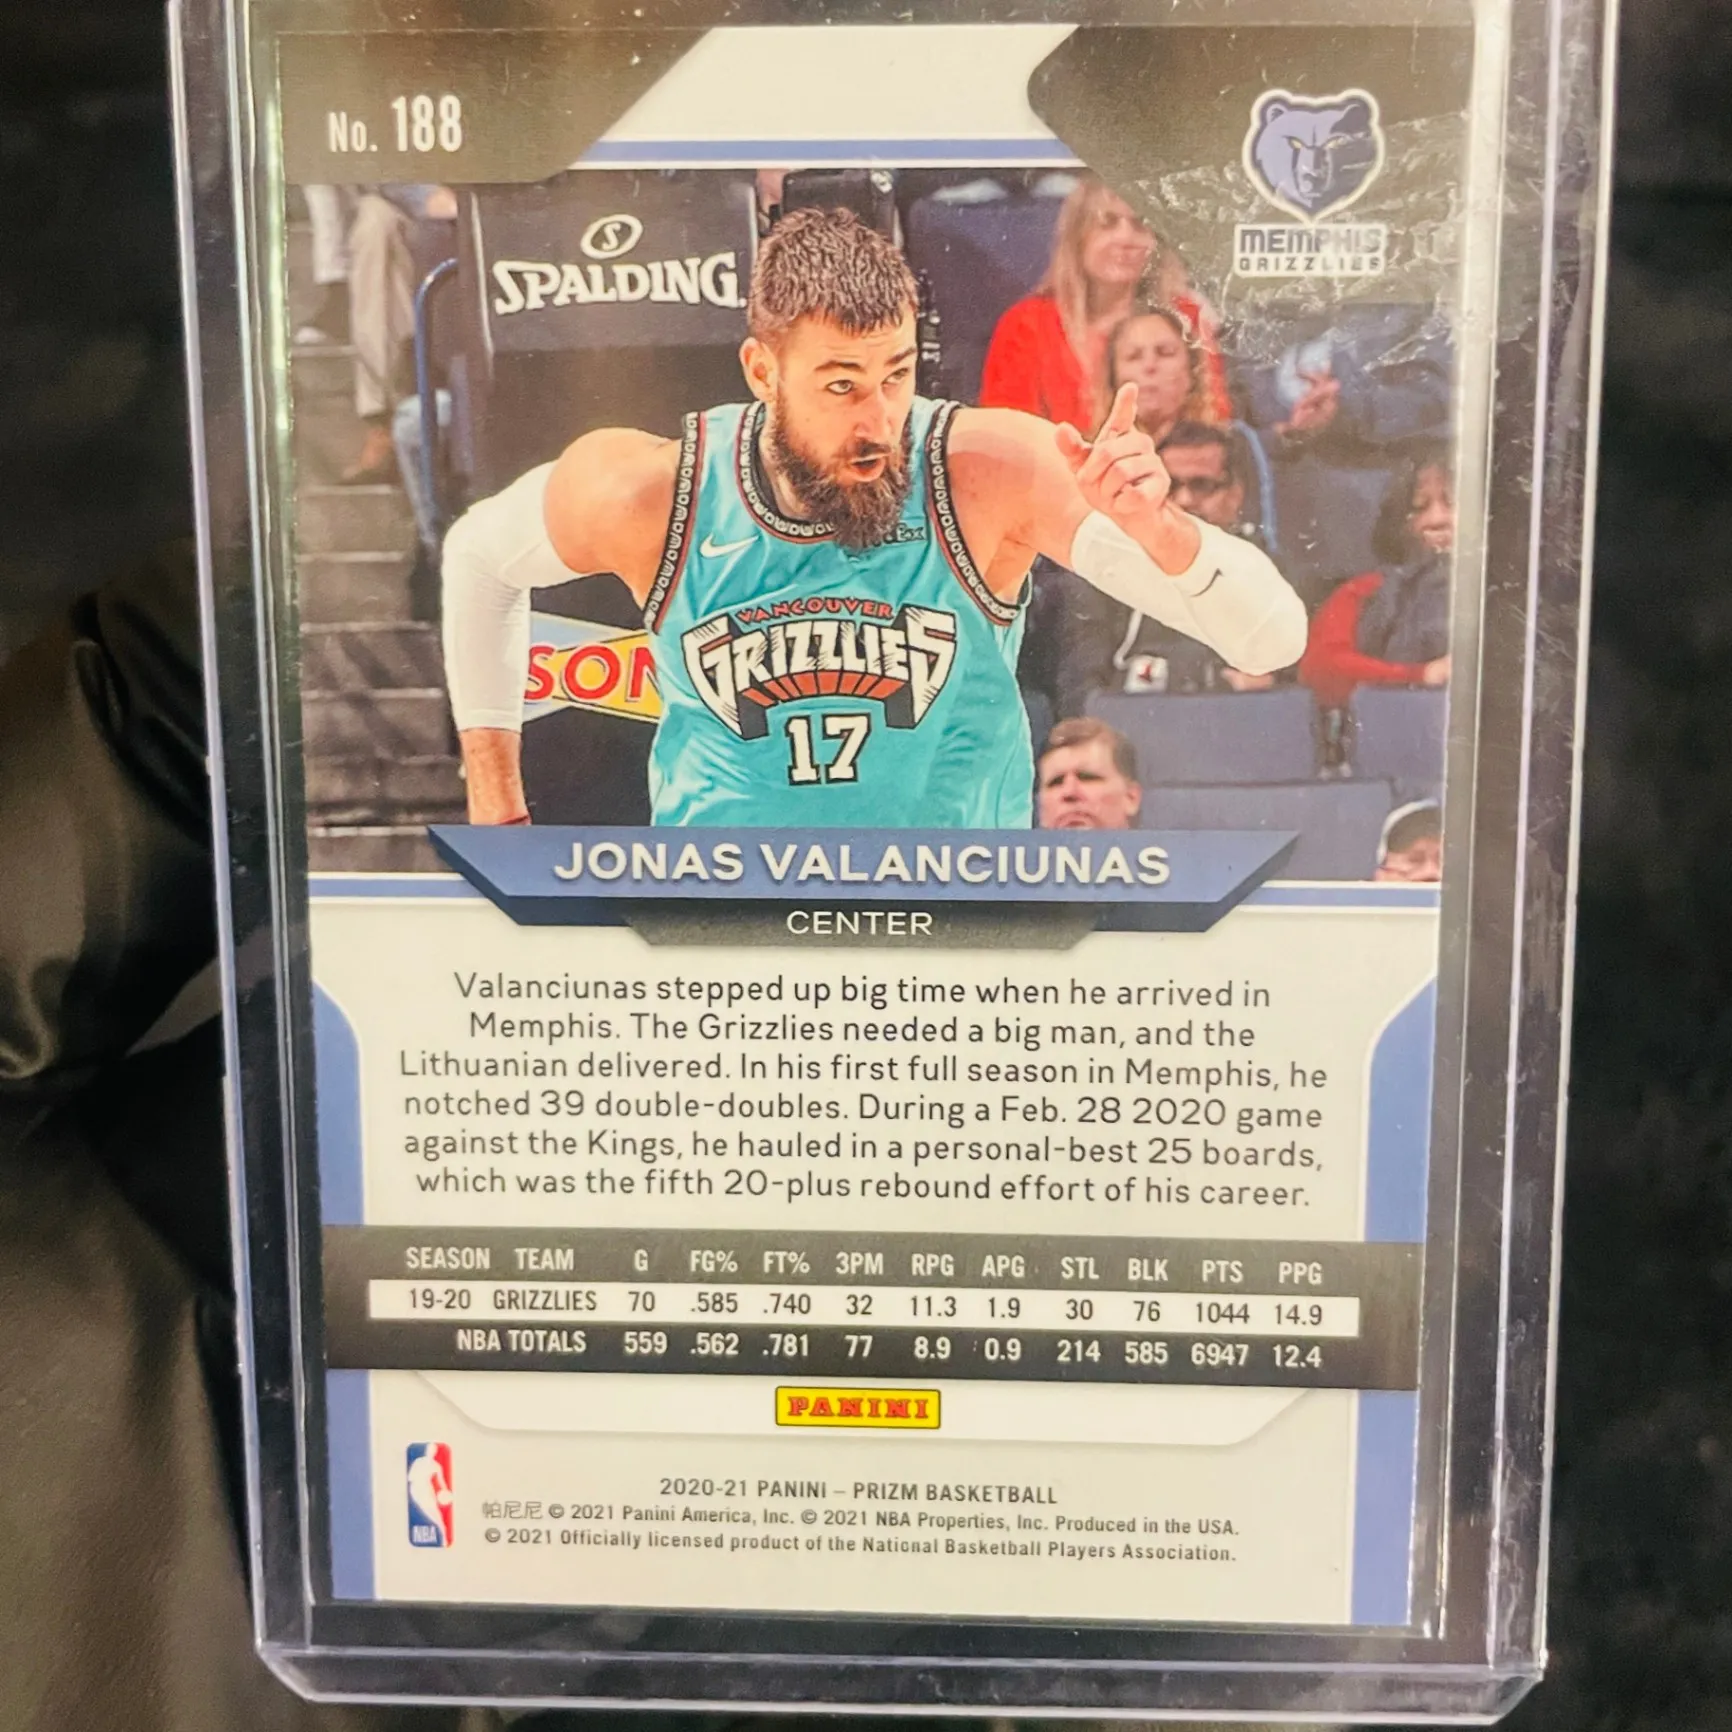 No. 188
MEMPHIS
GRIZZLIES
SPALDING
VANCOUVER
GRIZZLIES
17
SON
JONAS VALANCIUNAS
CENTER
Valanciunas stepped up big time when he arrived in
Memphis. The Grizzlies needed a big man, and the
Lithuanian delivered. In his first full season in Memphis, he
notched 39 double-doubles. During a Feb. 28 2020 game
against the Kings, he hauled in a personal-best 25 boards,
which was the fifth 20-plus rebound effort of his career.
SEASON TEAM G FG% FT% 3PM RPG APG STL BLK PTS PPG
19-20 GRIZZLIES 70 .585 .740 32 11.3 1.9 30 76 1044 14.9
NBA TOTALS 559 .562 .781 77 8.9 0.9 214 585 6947 12.4
PANINI
NBA
2020-21 PANINI – PRIZM BASKETBALL
帕尼尼 © 2021 Panini America, Inc. © 2021 NBA Properties, Inc. Produced in the USA.
© 2021 Officially licensed product of the National Basketball Players Association.